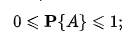 0 ⩽ P{A} ⩽ 1;